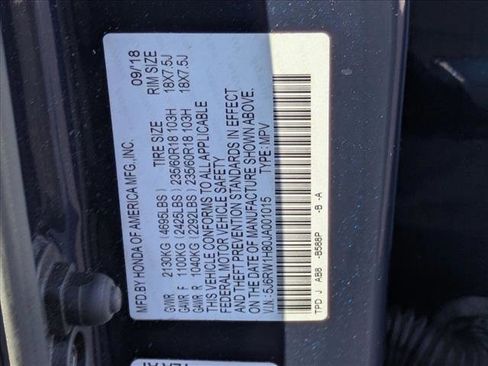 MFD. BY HONDA OF AMERICA MFG., INC. 09/18
TIRE SIZE RIM SIZE
GVWR 2130KG (4695LBS)
GAWR F 1100KG (2425LBS) 235/60R18 103H 18X7.5J
GAWR R 1040KG (2292LBS) 235/60R18 103H 18X7.5J
THIS VEHICLE CONFORMS TO ALL APPLICABLE
FEDERAL MOTOR VEHICLE SAFETY
AND THEFT PREVENTION STANDARDS IN EFFECT
ON THE DATE OF MANUFACTURE SHOWN ABOVE.
V.I.N.: 5J6RW1H80JA001015 TYPE: MPV
TPD J AB8 -B588P -B -A